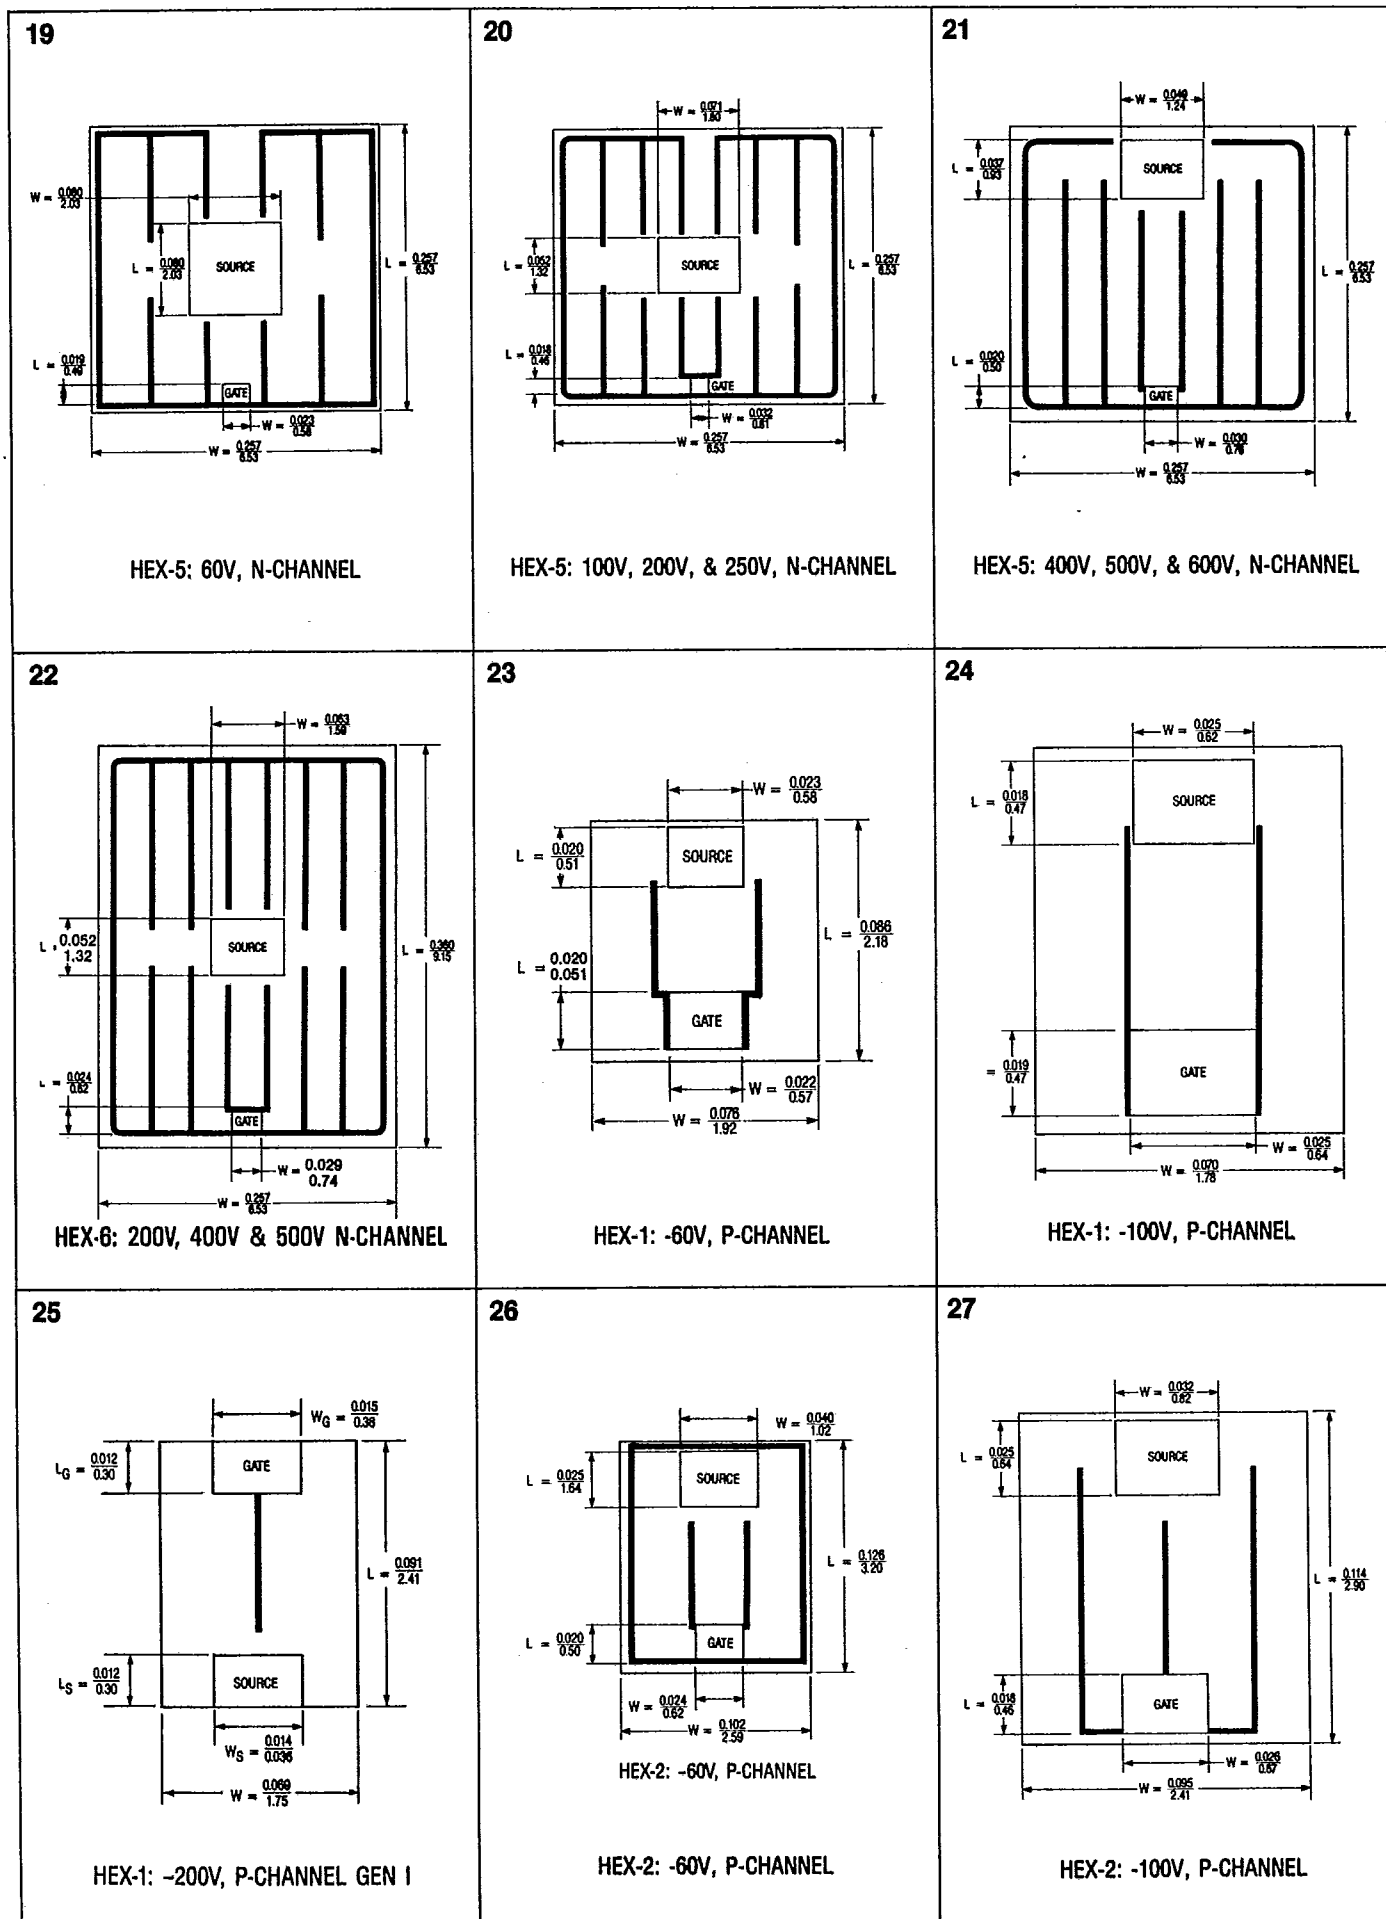 19
W = 0.080
2.03
L = 0.080
2.03
SOURCE
L = 0.257
6.53
L = 0.019
0.49
GATE
W = 0.023
0.58
W = 0.257
6.53
HEX-5: 60V, N-CHANNEL
20
W = 0.071
1.80
L = 0.052
1.32
SOURCE
L = 0.257
6.53
L = 0.018
0.46
GATE
W = 0.032
0.81
W = 0.257
6.53
HEX-5: 100V, 200V, & 250V, N-CHANNEL
21
W = 0.049
1.24
L = 0.037
0.93
SOURCE
L = 0.257
6.53
L = 0.020
0.50
GATE
W = 0.030
0.76
W = 0.257
6.53
HEX-5: 400V, 500V, & 600V, N-CHANNEL
22
W = 0.063
1.59
L = 0.052
1.32
SOURCE
L = 0.360
9.15
L = 0.024
0.62
GATE
W = 0.029
0.74
W = 0.257
6.53
HEX-6: 200V, 400V & 500V N-CHANNEL
23
W = 0.023
0.58
L = 0.020
0.51
SOURCE
L = 0.086
2.18
L = 0.020
0.051
GATE
W = 0.022
0.57
W = 0.076
1.92
HEX-1: -60V, P-CHANNEL
24
W = 0.025
0.62
L = 0.018
0.47
SOURCE
= 0.019
0.47
GATE
W = 0.025
0.64
W = 0.070
1.78
HEX-1: -100V, P-CHANNEL
25
WG = 0.015
0.38
LG = 0.012
0.30
GATE
L = 0.091
2.41
LS = 0.012
0.30
SOURCE
WS = 0.014
0.036
W = 0.069
1.75
HEX-1: -200V, P-CHANNEL GEN I
26
W = 0.040
1.02
L = 0.025
1.64
SOURCE
L = 0.126
3.20
L = 0.020
0.50
GATE
W = 0.024
0.62
W = 0.102
2.59
HEX-2: -60V, P-CHANNEL
HEX-2: -60V, P-CHANNEL
27
W = 0.032
0.82
L = 0.025
0.64
SOURCE
L = 0.114
2.90
L = 0.018
0.46
GATE
W = 0.026
0.67
W = 0.095
2.41
HEX-2: -100V, P-CHANNEL